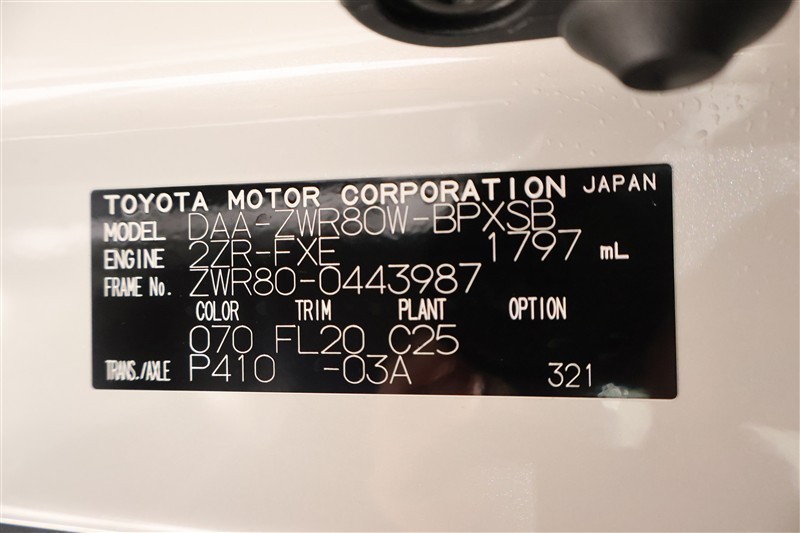 TOYOTA MOTOR CORPORATION JAPAN
MODEL DAA-ZWR80W-BPXSB
ENGINE 2ZR-FXE 1797 mL
FRAME No. ZWR80-0443987
COLOR TRIM PLANT OPTION
070 FL20 C25
TRANS./AXLE P410 -03A 321